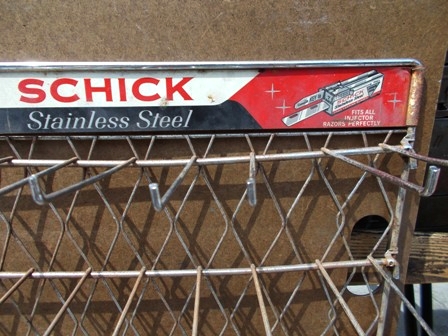 SCHICK
Stainless Steel
FITS ALL
INJECTOR
RAZORS PERFECTLY